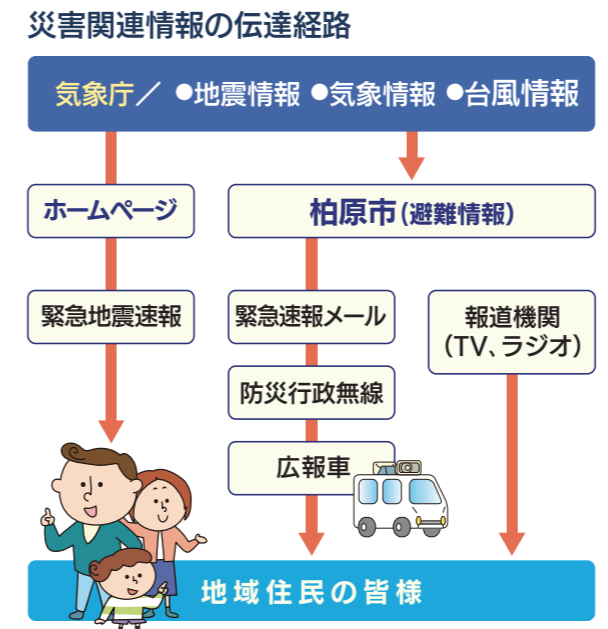 災害関連情報の伝達経路
気象庁／ ●地震情報 ●気象情報 ●台風情報
ホームページ
柏原市(避難情報)
緊急地震速報
緊急速報メール
報道機関
（TV、ラジオ）
防災行政無線
広報車
地域住民の皆様